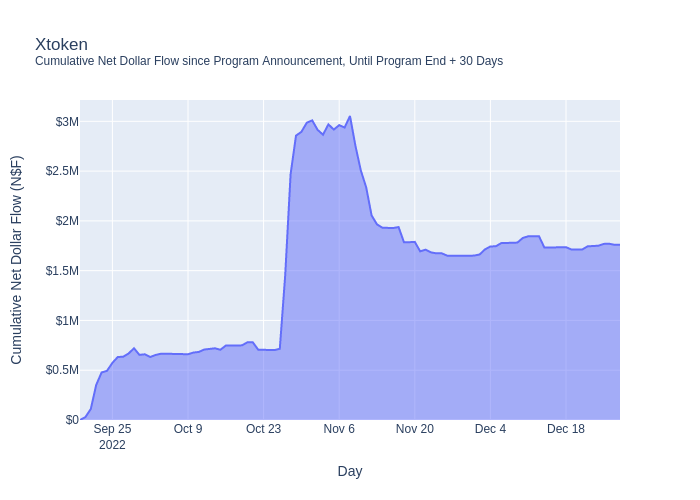 Xtoken
Cumulative Net Dollar Flow since Program Announcement, Until Program End + 30 Days
Cumulative Net Dollar Flow (N$F)
$3M
$2.5M
$2M
$1.5M
$1M
$0.5M
$0
Sep 25
2022
Oct 9
Oct 23
Nov 6
Nov 20
Dec 4
Dec 18
Day